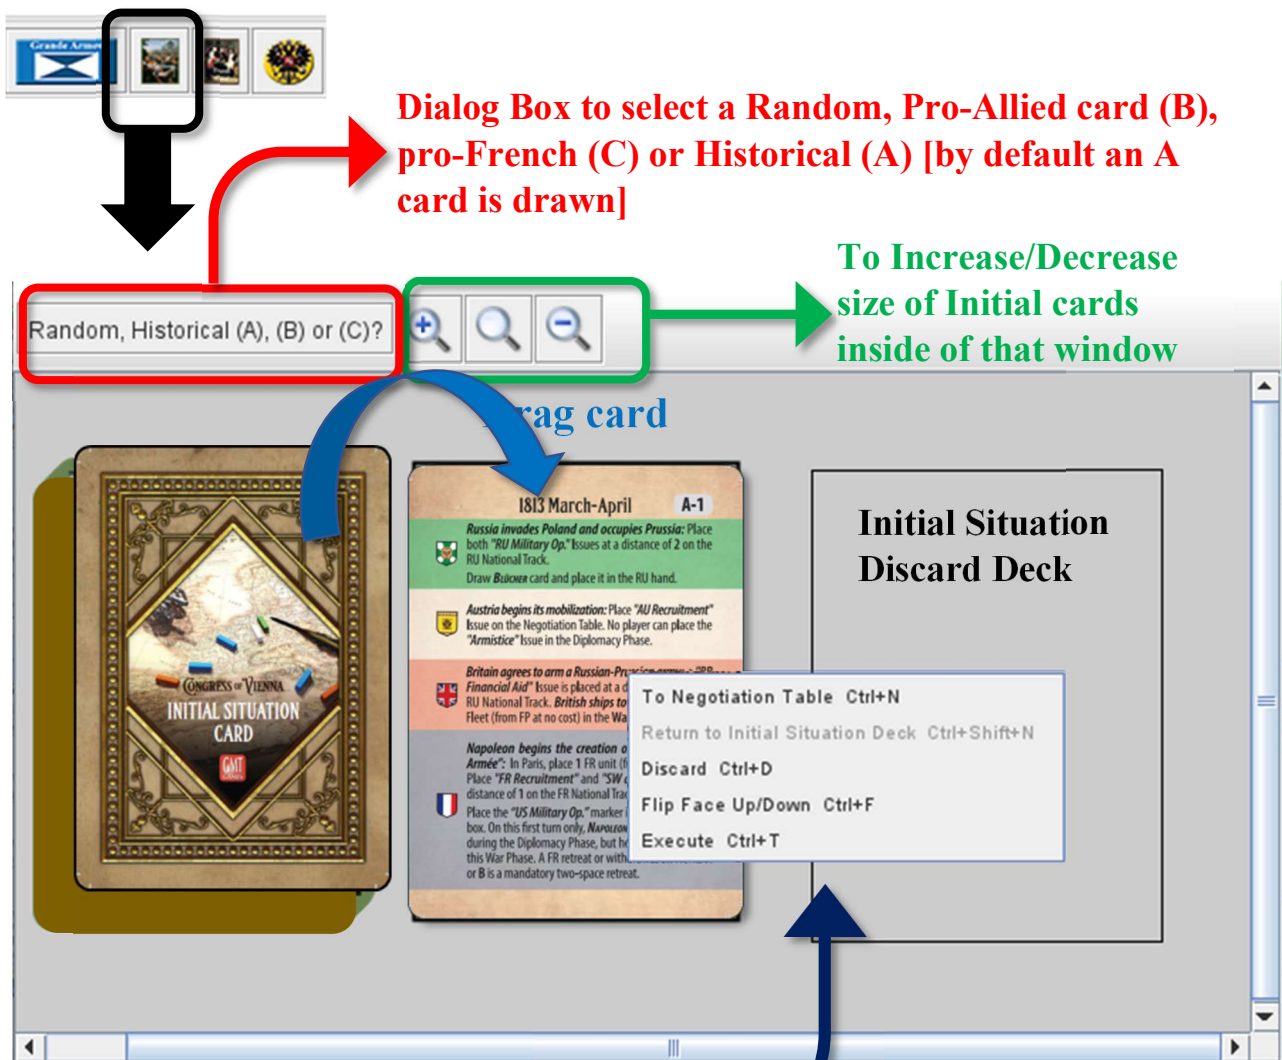 Grande Armée
Dialog Box to select a Random, Pro-Allied card (B),
pro-French (C) or Historical (A) [by default an A
card is drawn]
To Increase/Decrease
size of Initial cards
inside of that window
Random, Historical (A), (B) or (C)?
rag card
CONGRESS OF VIENNA
INITIAL SITUATION
CARD
GMT
GAMES
1813 March-April
A-1
Russia invades Poland and occupies Prussia: Place
both "RU Military Op." Issues at a distance of 2 on the
RU National Track.
Draw BLÜCHER card and place it in the RU hand.
Austria begins its mobilization: Place "AU Recruitment"
Issue on the Negotiation Table. No player can place the
"Armistice" Issue in the Diplomacy Phase.
Britain agrees to arm a
Financial Aid" Issue is placed at a
RU National Track. British ships to
Fleet (from FP at no cost) in the
Napoleon begins the creation
Armée": In Paris, place 1 FR unit
Place "FR Recruitment" and "SW
distance of 1 on the FR National
Place the "US Military Op." marker
box. On this first turn only, NAPOLEON
during the Diplomacy Phase, but
this War Phase. A FR retreat or
or B is a mandatory two-space retreat.
To Negotiation Table Ctrl+N
Return to Initial Situation Deck Ctrl+Shift+N
Discard Ctrl+D
Flip Face Up/Down Ctrl+F
Execute Ctrl+T
Initial Situation
Discard Deck